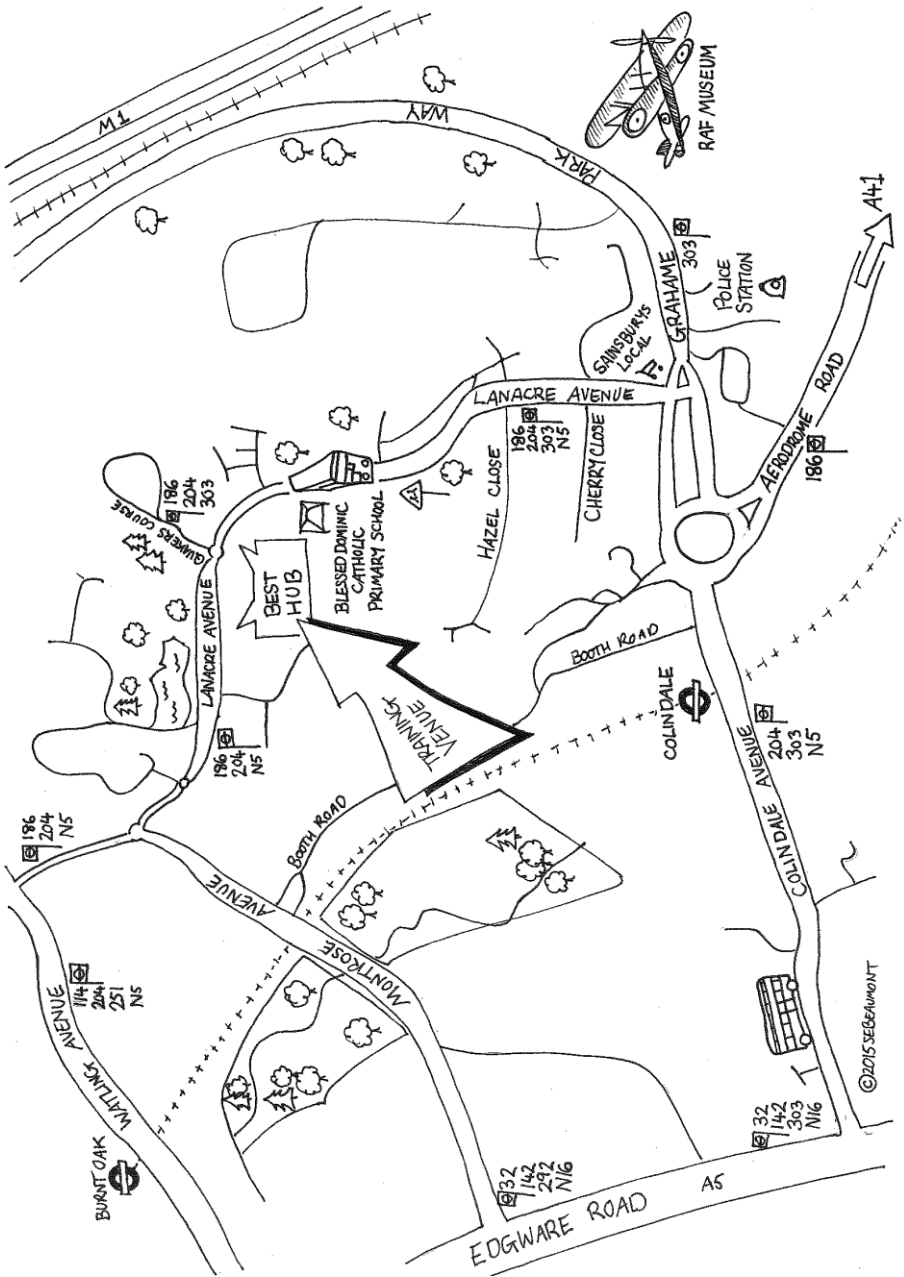 M1
WAY
PARK
GRAHAME
RAF MUSEUM
A41
303
POLICE
STATION
SAINSBURYS
LOCAL
LANACRE AVENUE
186
204
303
N5
HAZEL CLOSE
CHERRY CLOSE
AERODROME ROAD
186
QUAKERS COURSE
186
204
303
BLESSED DOMINIC
CATHOLIC
PRIMARY SCHOOL
BEST
HUB
LANACRE AVENUE
186
204
N5
TRAINING
VENUE
BOOTH ROAD
COLINDALE
204
303
N5
COLINDALE AVENUE
186
204
N5
BOOTH ROAD
MONTROSE
AVENUE
WATLING AVENUE
114
204
251
N5
BURNT OAK
32
142
292
N16
32
142
303
N16
EDGWARE ROAD
A5
©2015SEBEAUMONT